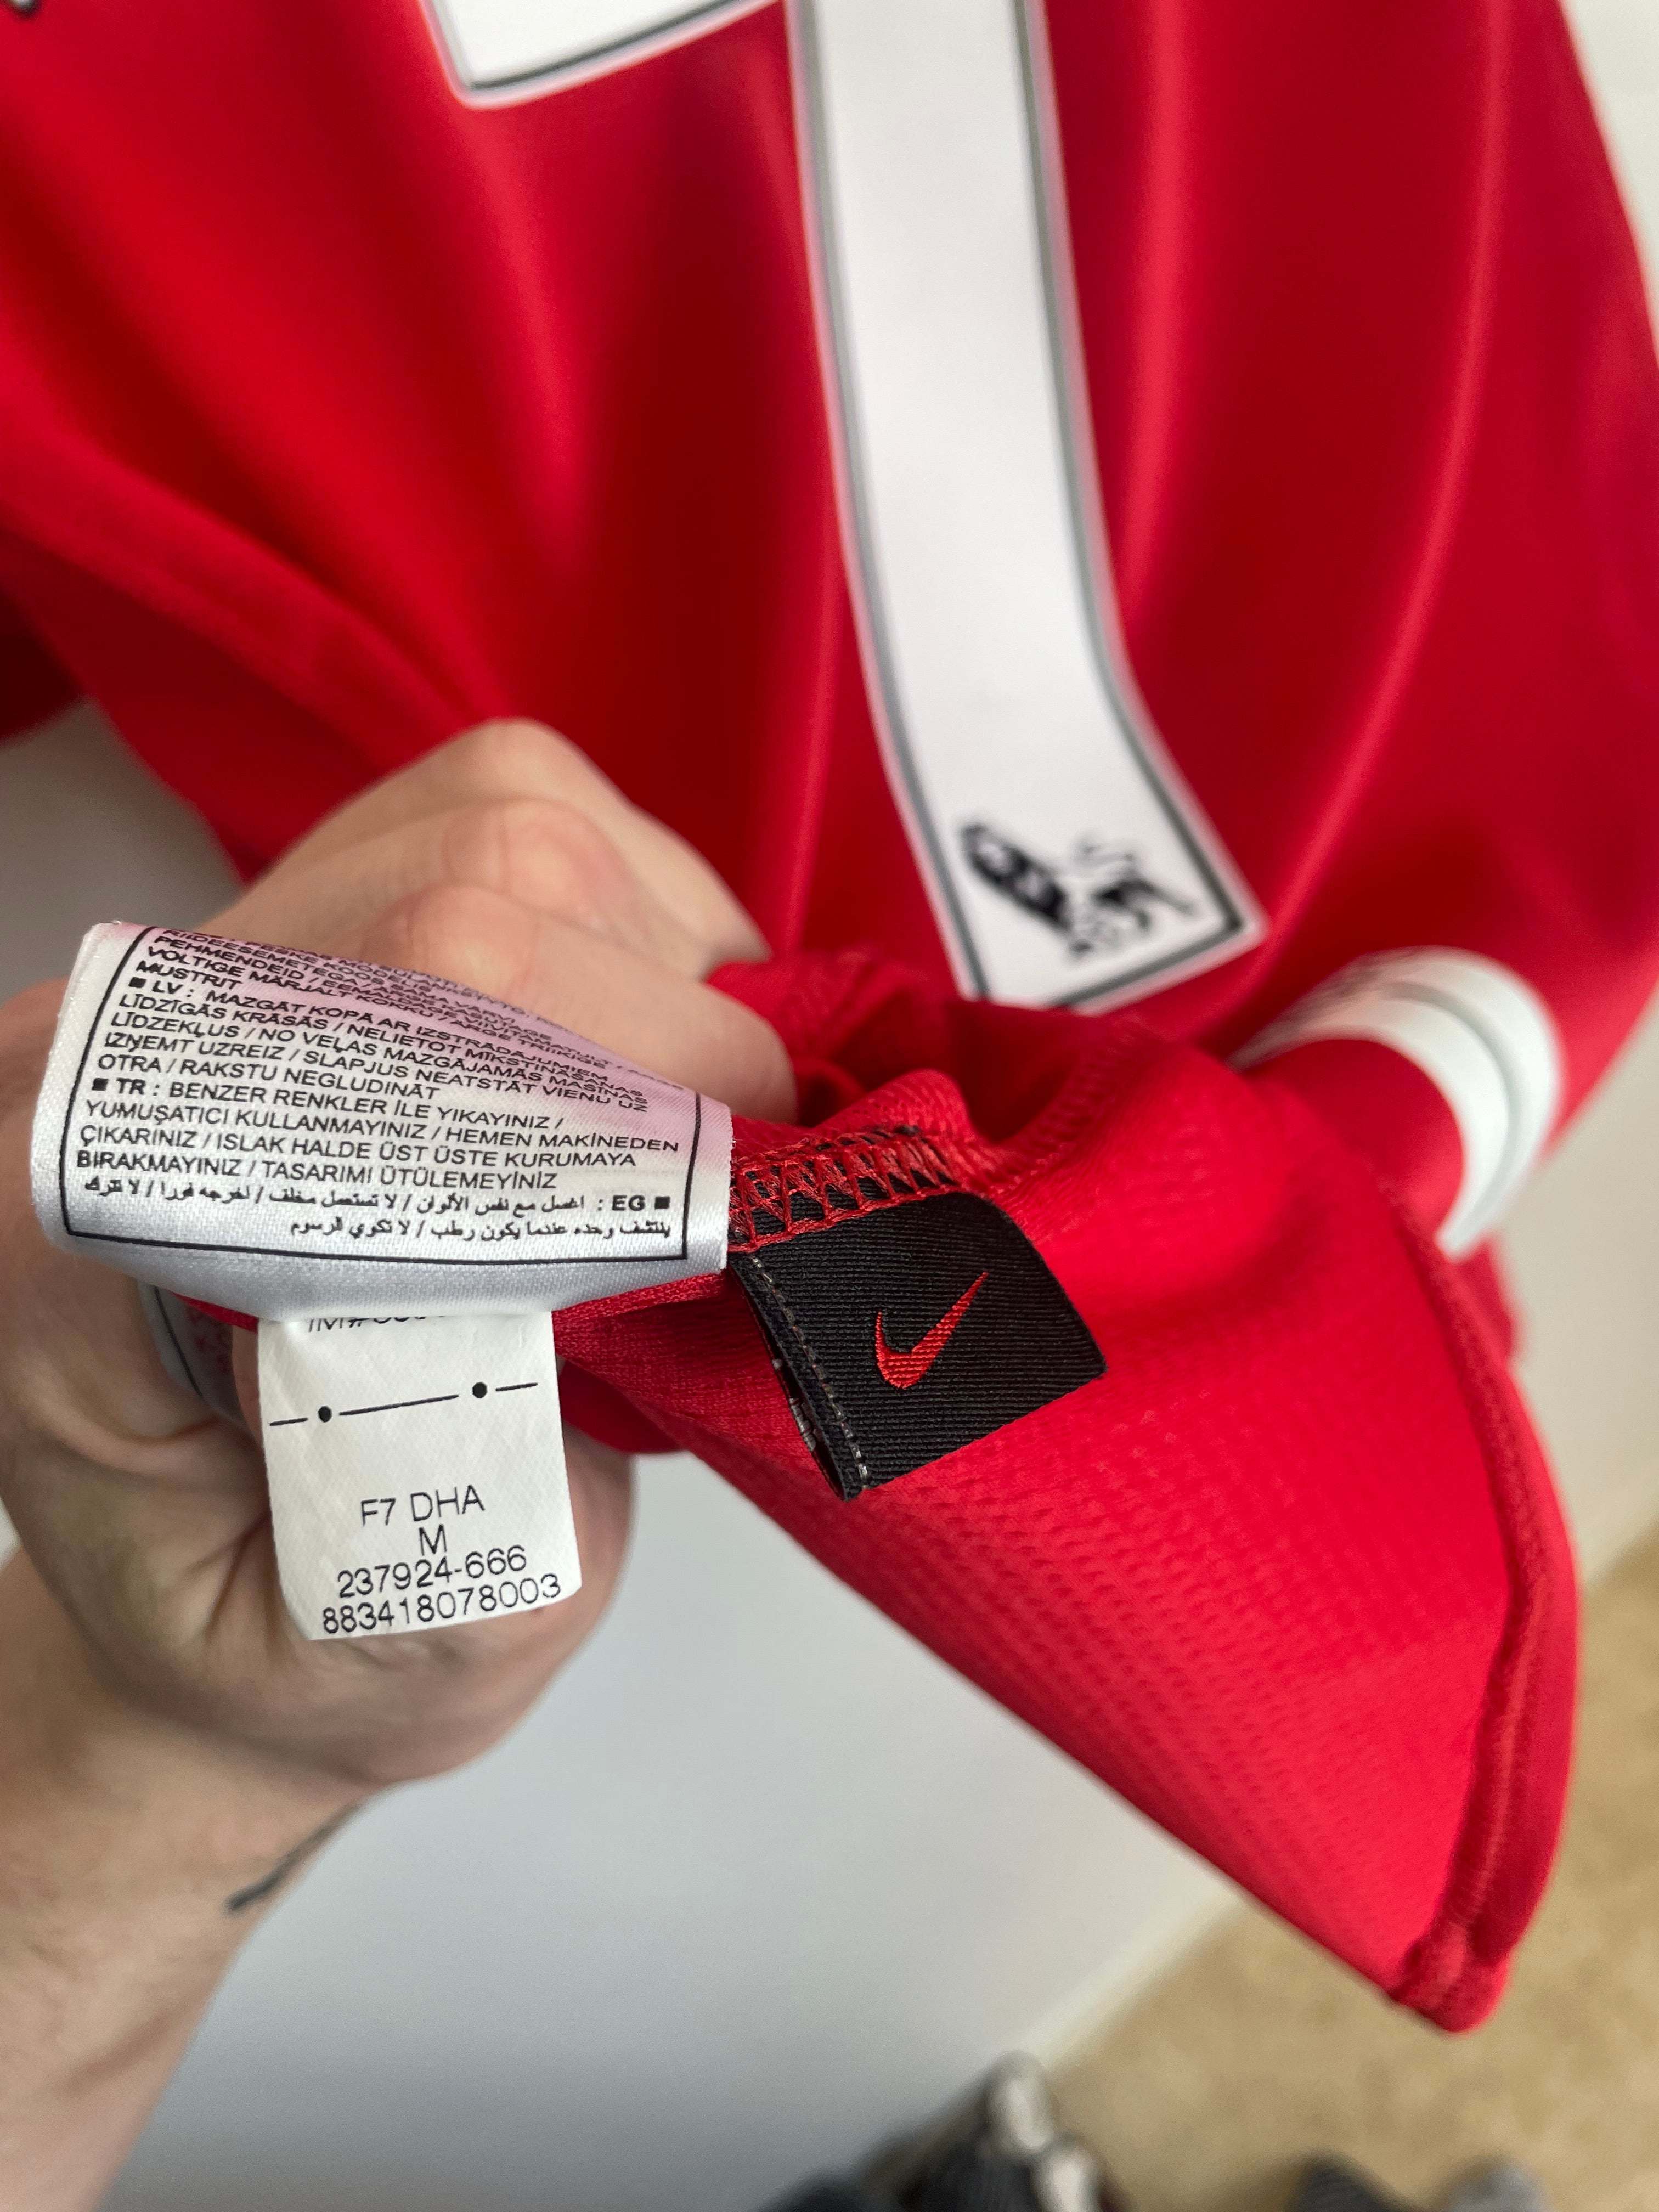 MUSTRIT
■ LV : MAZGĀT KOPĀ AR IZSTRĀDĀJUMIEM
LĪDZĪGĀS KRĀSĀS / NELIETOT MĪKSTINĀŠANAS
LĪDZEKĻUS / NO VEĻAS MAZGĀJAMĀS MAŠĪNAS
IZŅEMT UZREIZ / SLAPJUS NEATSTĀT VIENU UZ
OTRA / RAKSTU NEGLUDINĀT
■ TR : BENZER RENKLER İLE YIKAYINIZ /
YUMUŞATICI KULLANMAYINIZ / HEMEN MAKİNEDEN
ÇIKARINIZ / ISLAK HALDE ÜST ÜSTE KURUMAYA
BIRAKMAYINIZ / TASARIMI ÜTÜLEMEYİNİZ
■ EG : اغسل مع نفس الألوان / لا تستعمل مخلف / اخرجه فورا / لا تترك
ينتشف وحده عندما يكون رطب / لا تكوي الرسوم
F7 DHA
M
237924-666
883418078003